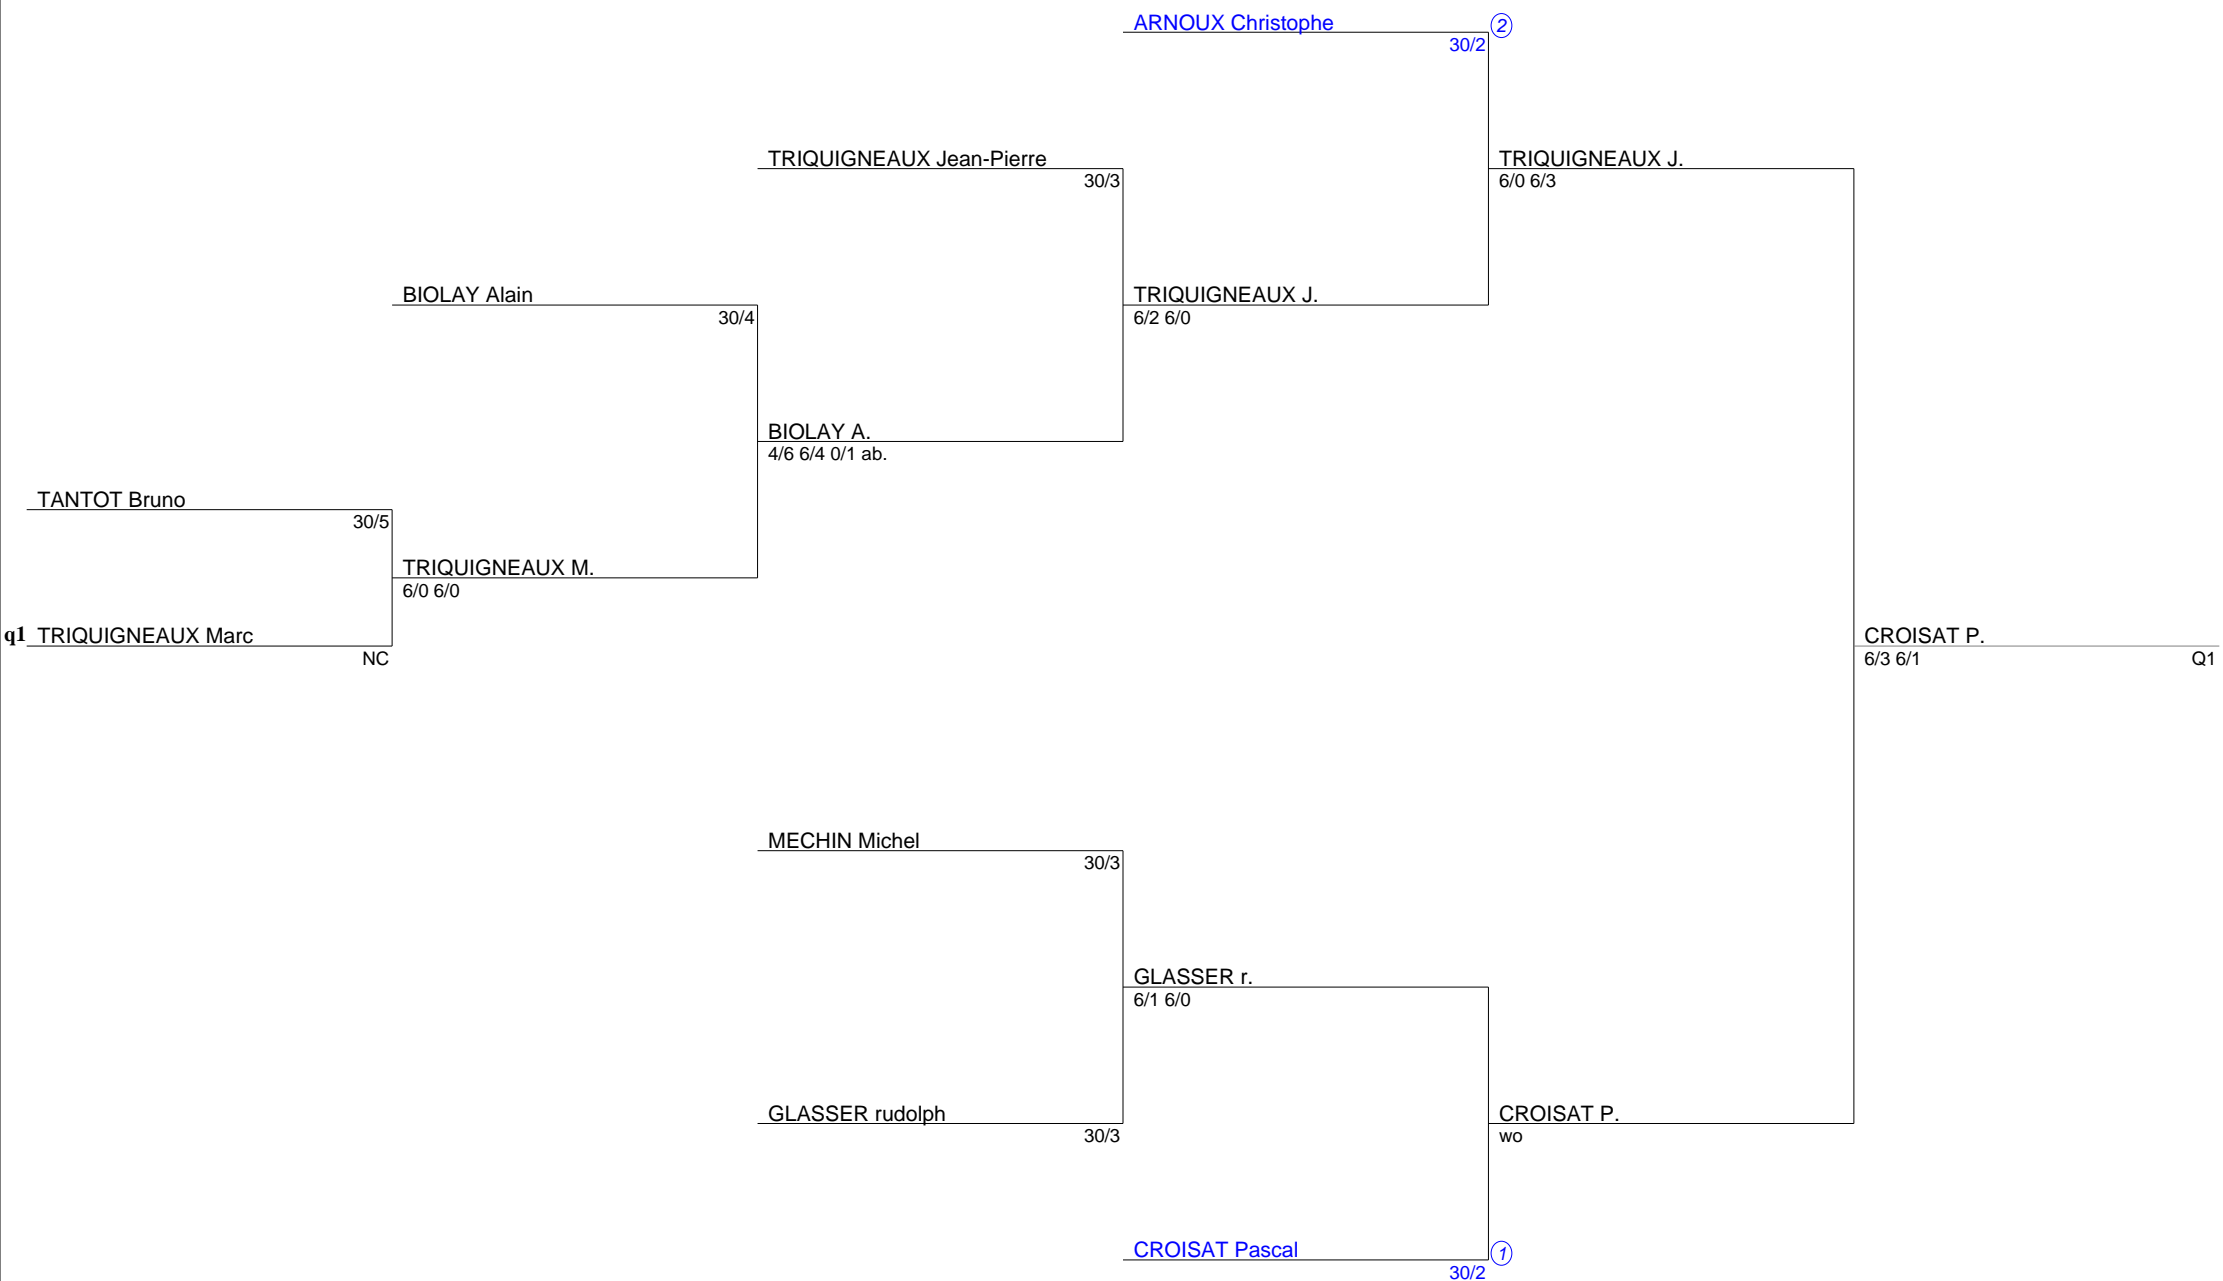 ARNOUX Christophe
2
30/2
TRIQUIGNEAUX Jean-Pierre
30/3
TRIQUIGNEAUX J.
6/0 6/3
BIOLAY Alain
30/4
TRIQUIGNEAUX J.
6/2 6/0
BIOLAY A.
4/6 6/4 0/1 ab.
TANTOT Bruno
30/5
TRIQUIGNEAUX M.
6/0 6/0
q1 TRIQUIGNEAUX Marc
NC
CROISAT P.
6/3 6/1
Q1
MECHIN Michel
30/3
GLASSER r.
6/1 6/0
GLASSER rudolph
30/3
CROISAT P.
wo
CROISAT Pascal
1
30/2